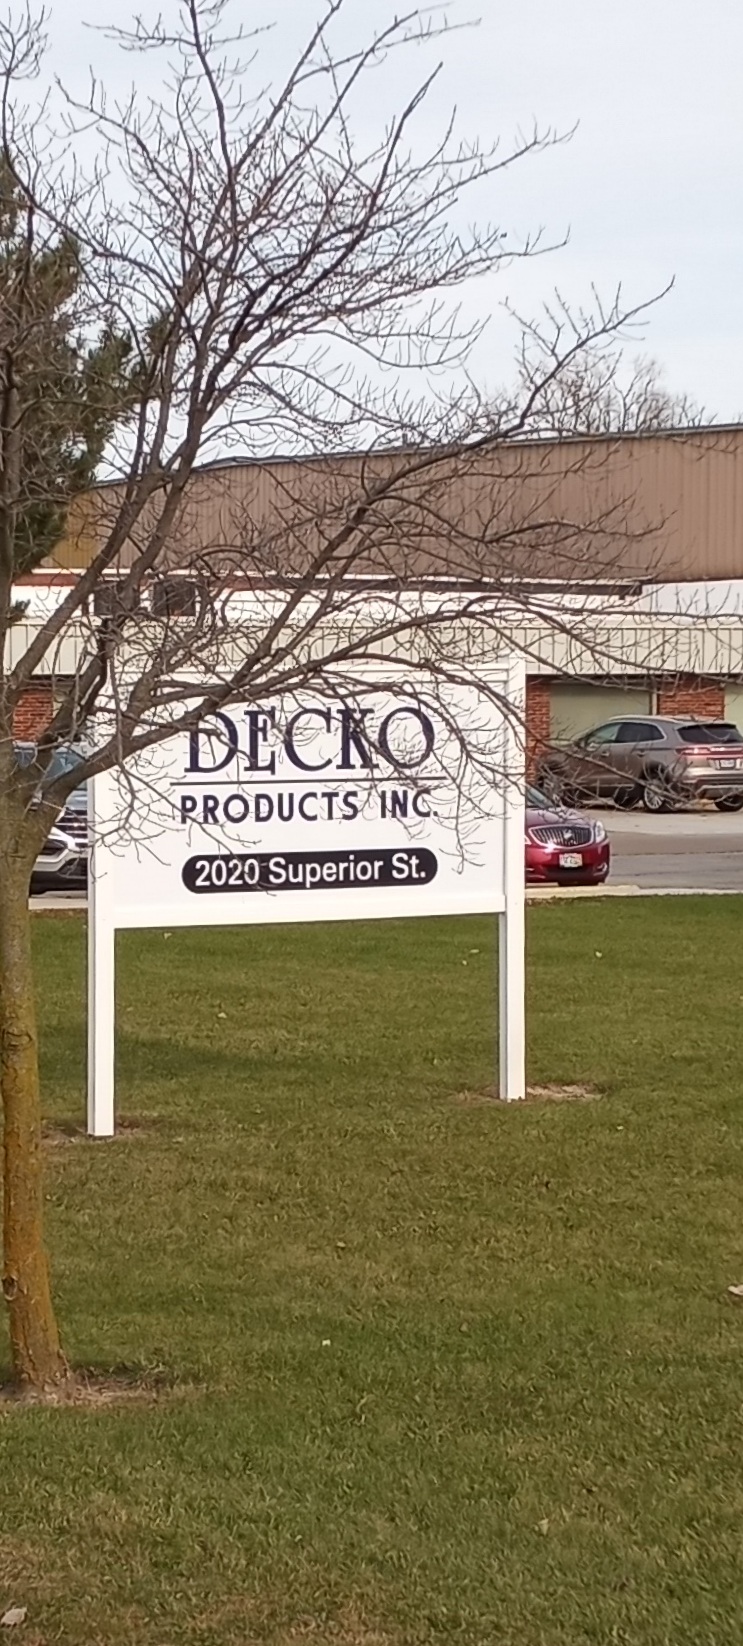 DECKO
PRODUCTS INC.
2020 Superior St.